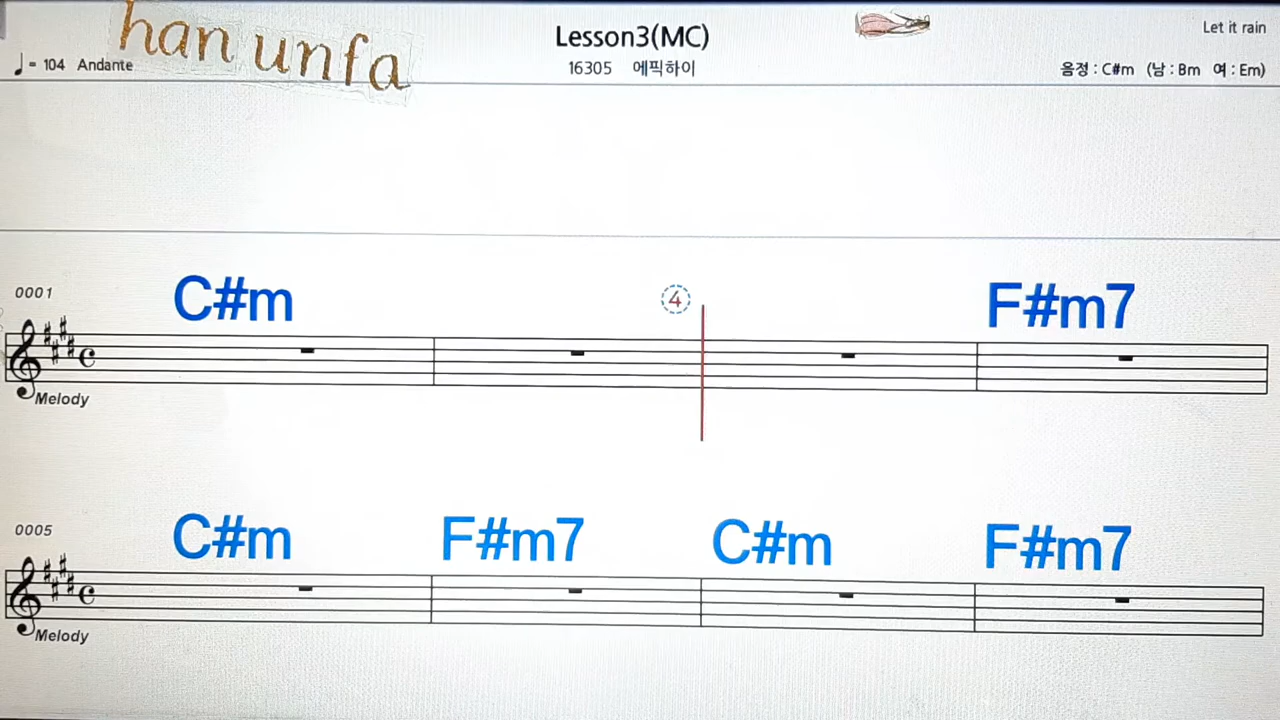 han unfa
Lesson3(MC)
Let it rain
♩= 104 Andante
16305 에픽하이
음정 : C#m (남 : Bm 여 : Em)
0001
C#m
4
F#m7
Melody
0005
C#m F#m7 C#m F#m7
Melody